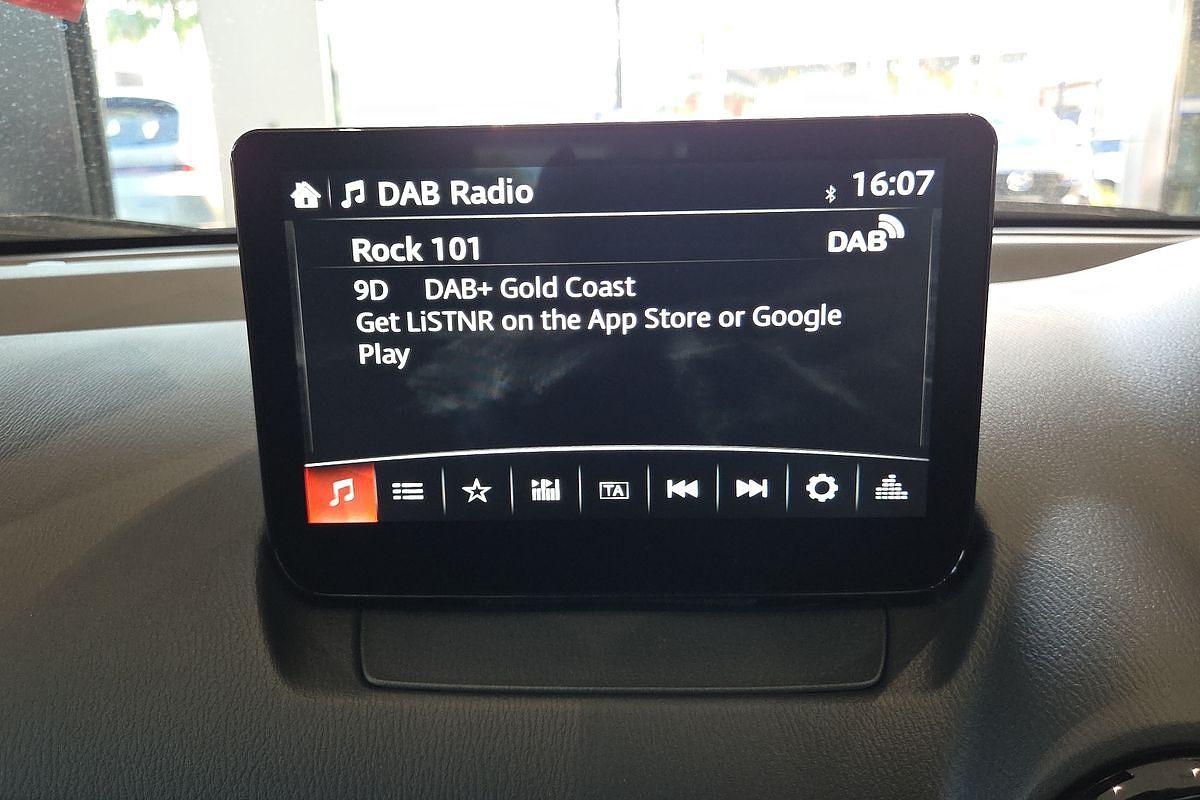 DAB Radio 16:07
Rock 101 DAB
9D DAB+ Gold Coast
Get LiSTNR on the App Store or Google
Play
TA